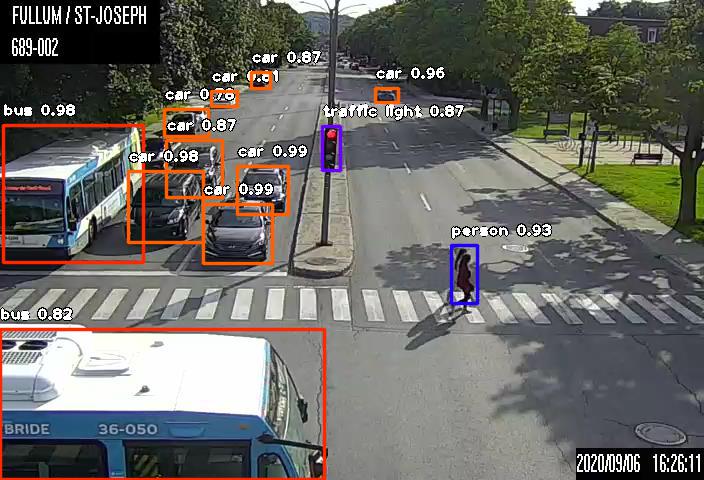 FULLUM / ST-JOSEPH
689-002
car 0.87
car 0.96
bus 0.98
traffic light 0.87
car 0.87
car 0.98
car 0.99
car 0.99
person 0.93
bus 0.82
BRIDE 36-050
2020/09/06 16:26:11